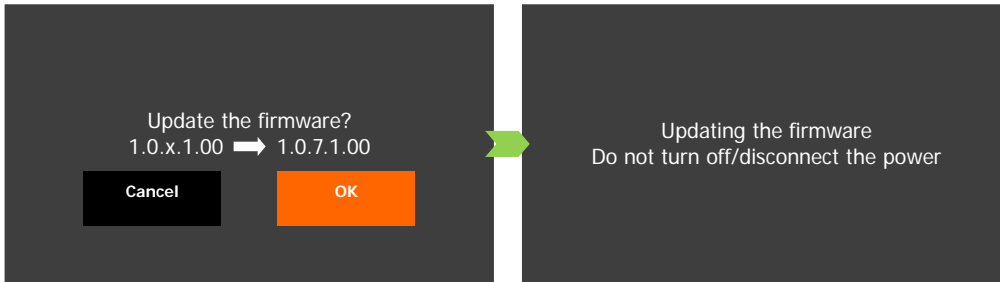 Update the firmware?
1.0.x.1.00 1.0.7.1.00
Cancel OK
Updating the firmware
Do not turn off/disconnect the power